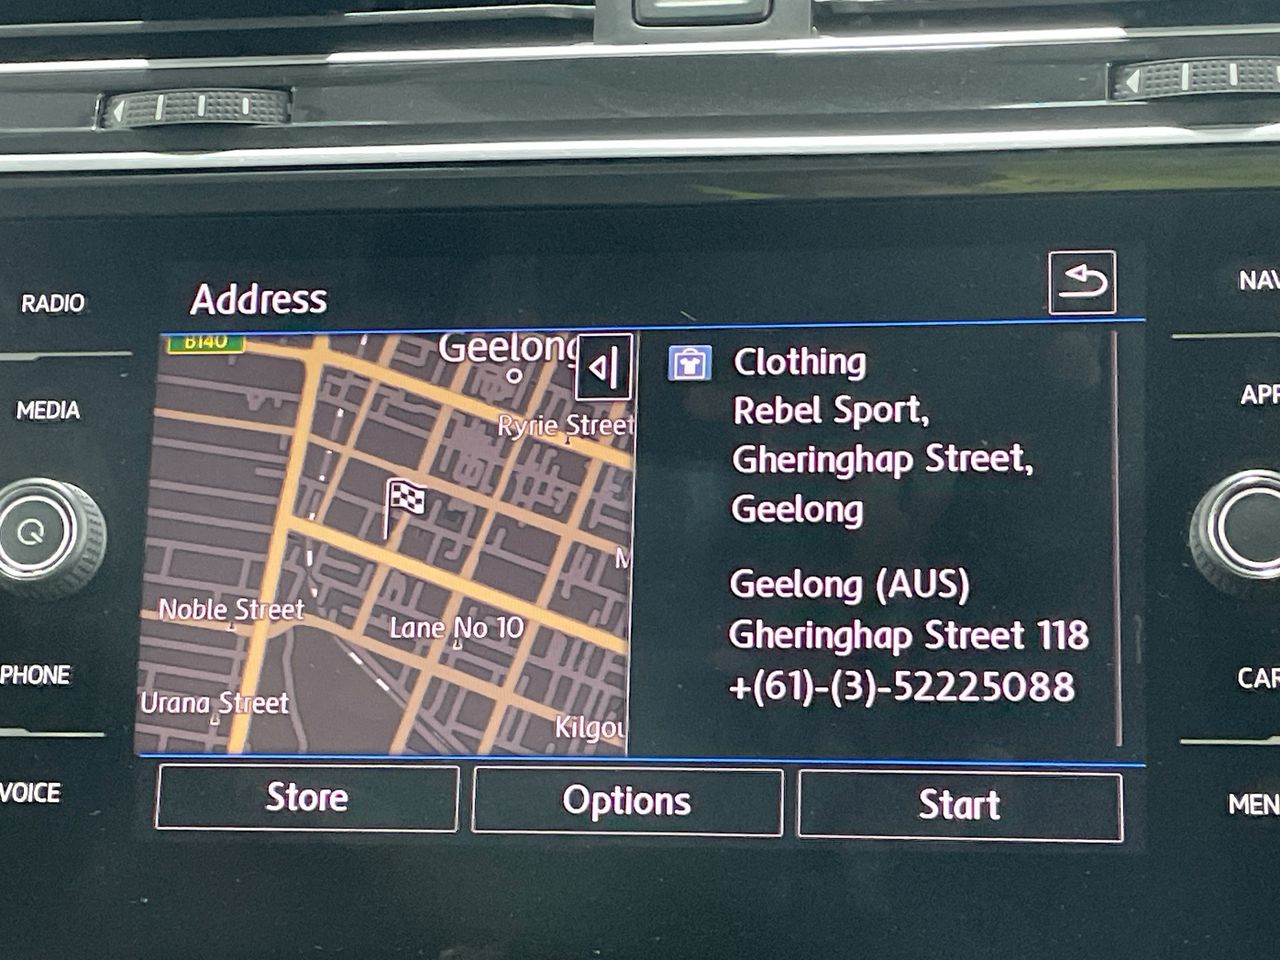 RADIO
MEDIA
PHONE
VOICE
Address
B140
Geelong
Ryrie Street
Noble Street
Lane No 10
Urana Street
Clothing
Rebel Sport,
Gheringhap Street,
Geelong
Geelong (AUS)
Gheringhap Street 118
+(61)-(3)-52225088
Store
Options
Start
NAV
APP
CAR
MEN